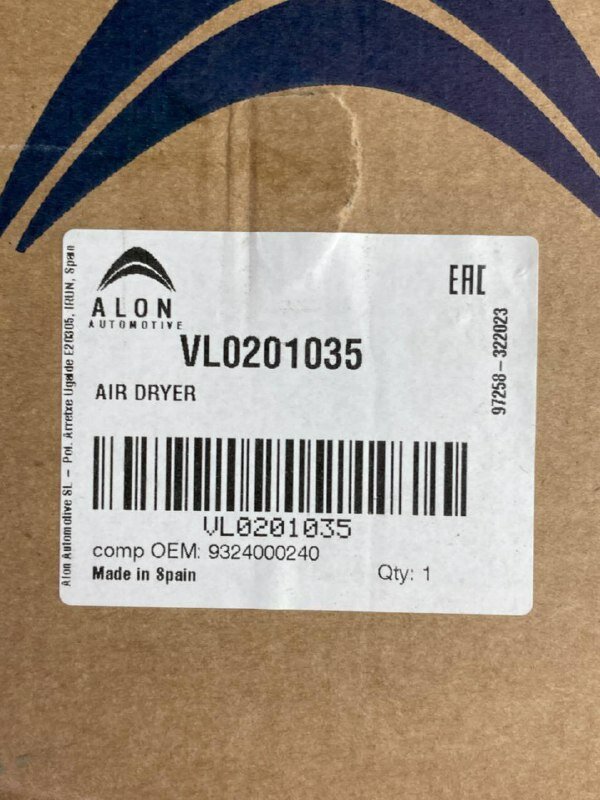 ALON
AUTOMOTIVE
EAC
VL0201035
AIR DRYER
VL0201035
comp OEM: 9324000240
Made in Spain
Qty: 1
97258-322023
Alon Automotive SL - Pol. Arretxe Ugalde E20305, IRUN, Spain